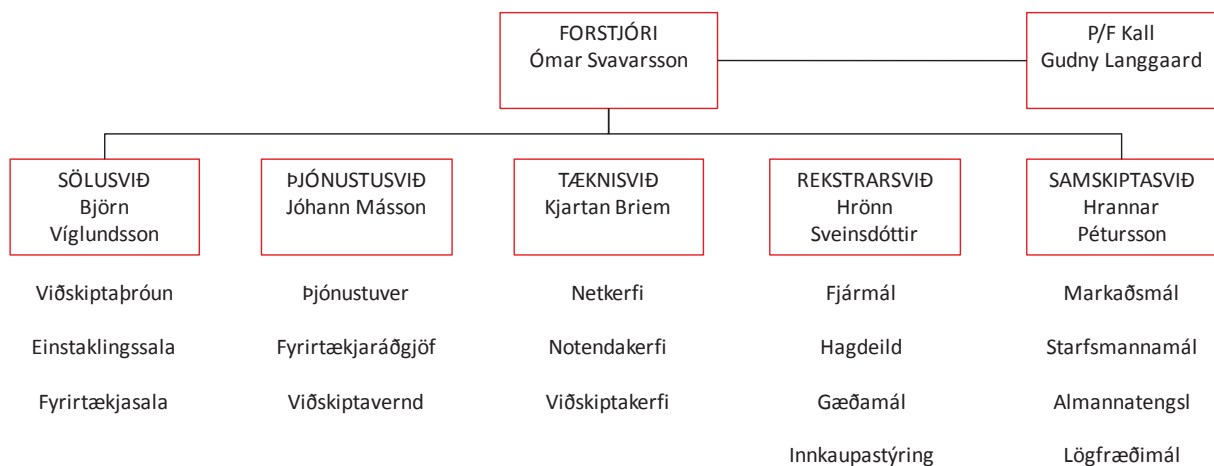 FORSTJÓRI
Ómar Svavarsson
P/F Kall
Gudny Langgaard
SÖLUSVIÐ
Björn
Víglundsson
ÞJÓNUSTUSVIÐ
Jóhann Másson
TÆKNISVIÐ
Kjartan Briem
REKSTRARSVIÐ
Hrönn
Sveinsdóttir
SAMSKIPTASVIÐ
Hrannar
Pétursson
Viðskiptaþróun
Einstaklingssala
Fyrirtækjasala
Þjónustuver
Fyrirtækjaráðgjöf
Viðskiptavernd
Netkerfi
Notendakerfi
Viðskiptakerfi
Fjármál
Hagdeild
Gæðamál
Innkaupastýring
Markaðsmál
Starfsmannamál
Almannatengsl
Lögfræðimál